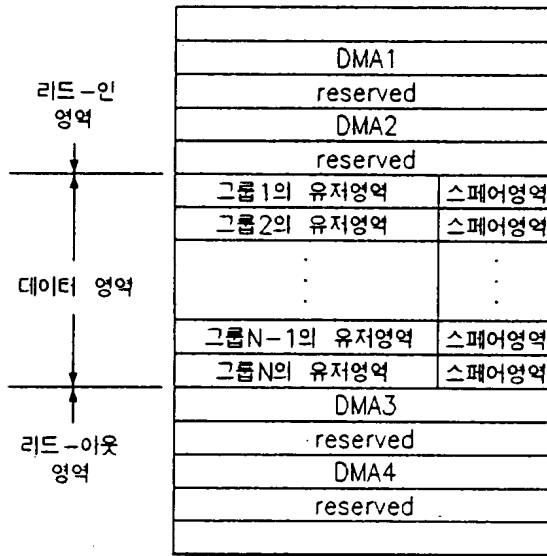 DMA1
reserved
DMA2
reserved
그룹1의 유저영역 스페어영역
그룹2의 유저영역 스페어영역
그룹N-1의 유저영역 스페어영역
그룹N의 유저영역 스페어영역
DMA3
reserved
DMA4
reserved
리드-인
영역
데이터 영역
리드-아웃
영역